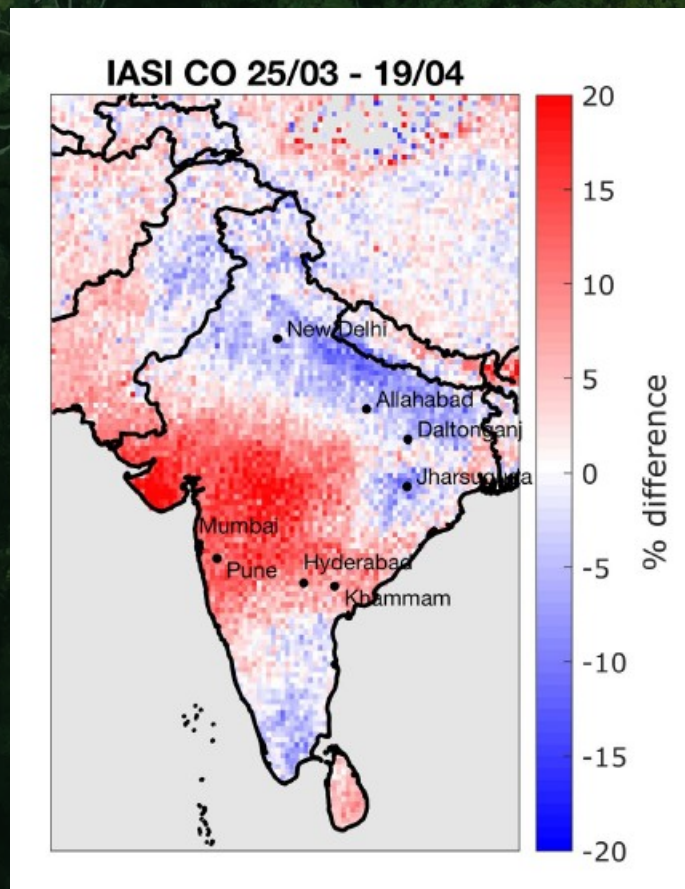 IASI CO 25/03 - 19/04
20
15
10
5
0
-5
-10
-15
-20
% difference
New Delhi
Allahabad
Daltonganj
Jharsuguda
Mumbai
Pune
Hyderabad
Khammam